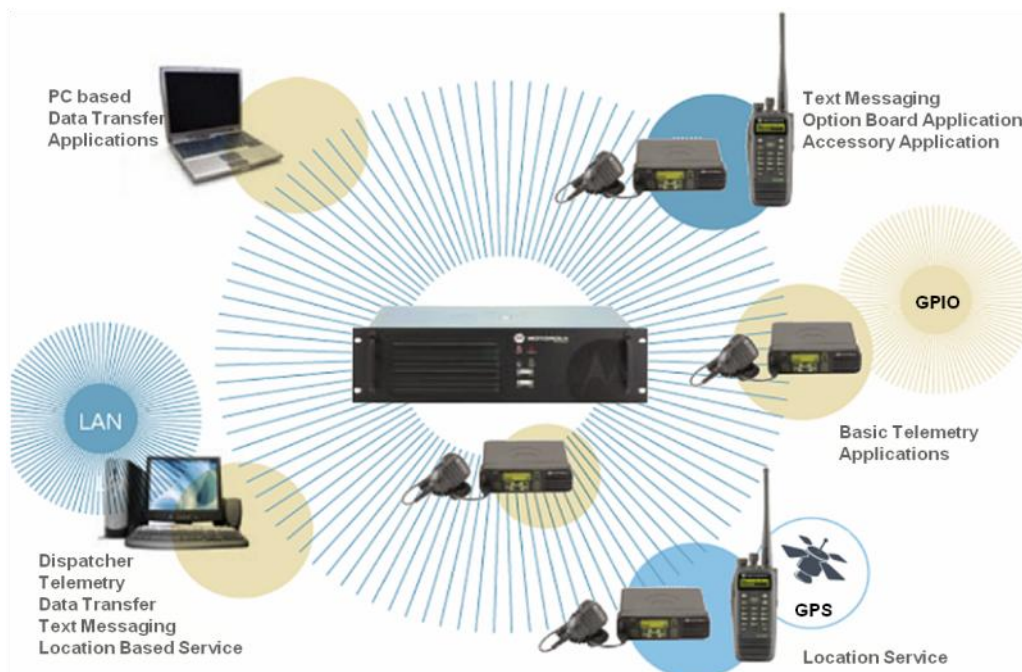 PC based
Data Transfer
Applications
Text Messaging
Option Board Application
Accessory Application
GPIO
MOTOROLA
LAN
Basic Telemetry
Applications
Dispatcher
Telemetry
Data Transfer
Text Messaging
Location Based Service
GPS
Location Service